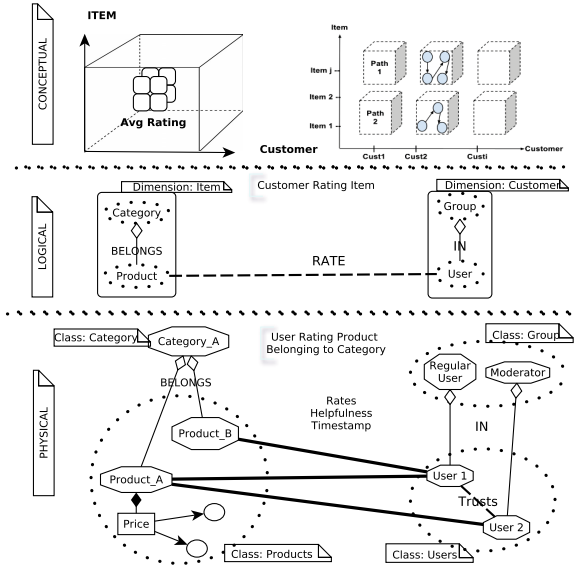 CONCEPTUAL
ITEM
Avg Rating
Customer
Item
Item j
Item 2
Item 1
Path
1
Path
2
Cust1
Cust2
Custi
Customer
LOGICAL
Dimension: Item
Customer Rating Item
Dimension: Customer
Category
BELONGS
Product
RATE
Group
IN
User
PHYSICAL
Class: Category
Category_A
User Rating Product
Belonging to Category
Class: Group
BELONGS
Regular
User
Moderator
Rates
Helpfulness
Timestamp
IN
Product_B
Product_A
User 1
Trusts
User 2
Price
Class: Products
Class: Users